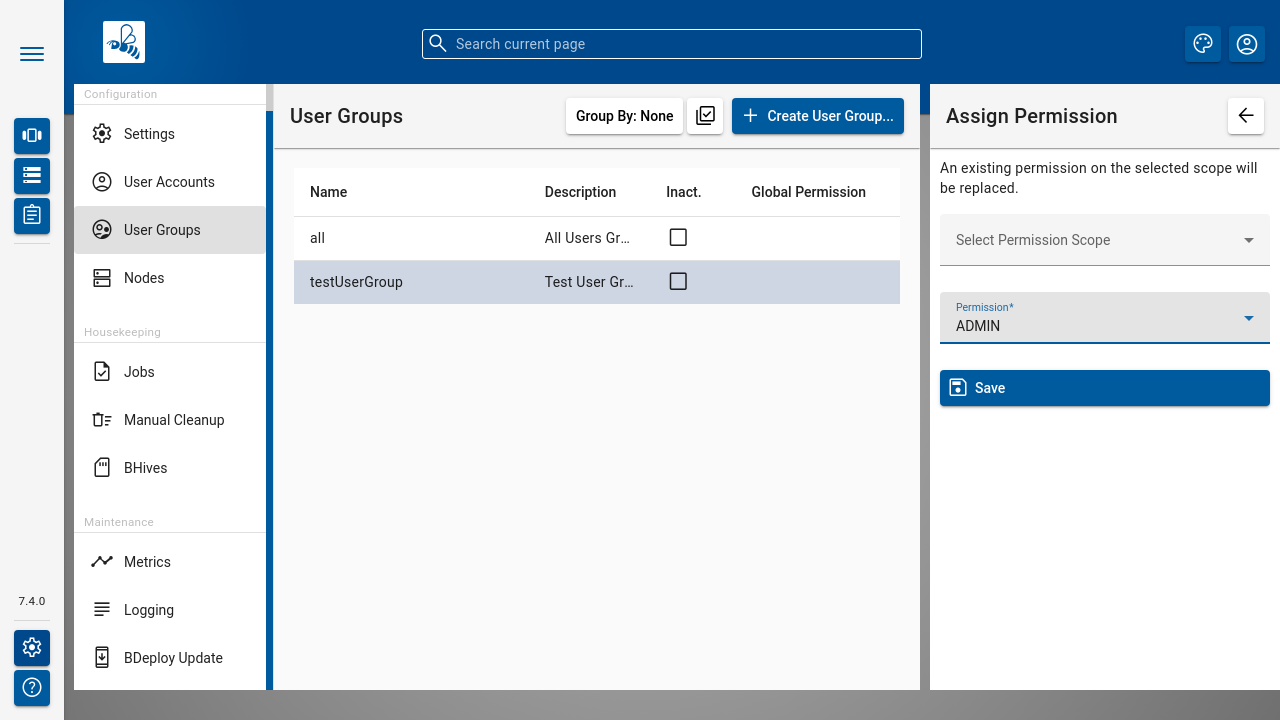 Search current page
Configuration
Settings
User Accounts
User Groups
Nodes
Housekeeping
Jobs
Manual Cleanup
BHives
Maintenance
Metrics
Logging
BDeploy Update
7.4.0
User Groups
Group By: None
Create User Group...
Name Description Inact. Global Permission
all All Users Gr...
testUserGroup Test User Gr...
Assign Permission
An existing permission on the selected scope will
be replaced.
Select Permission Scope
Permission*
ADMIN
Save